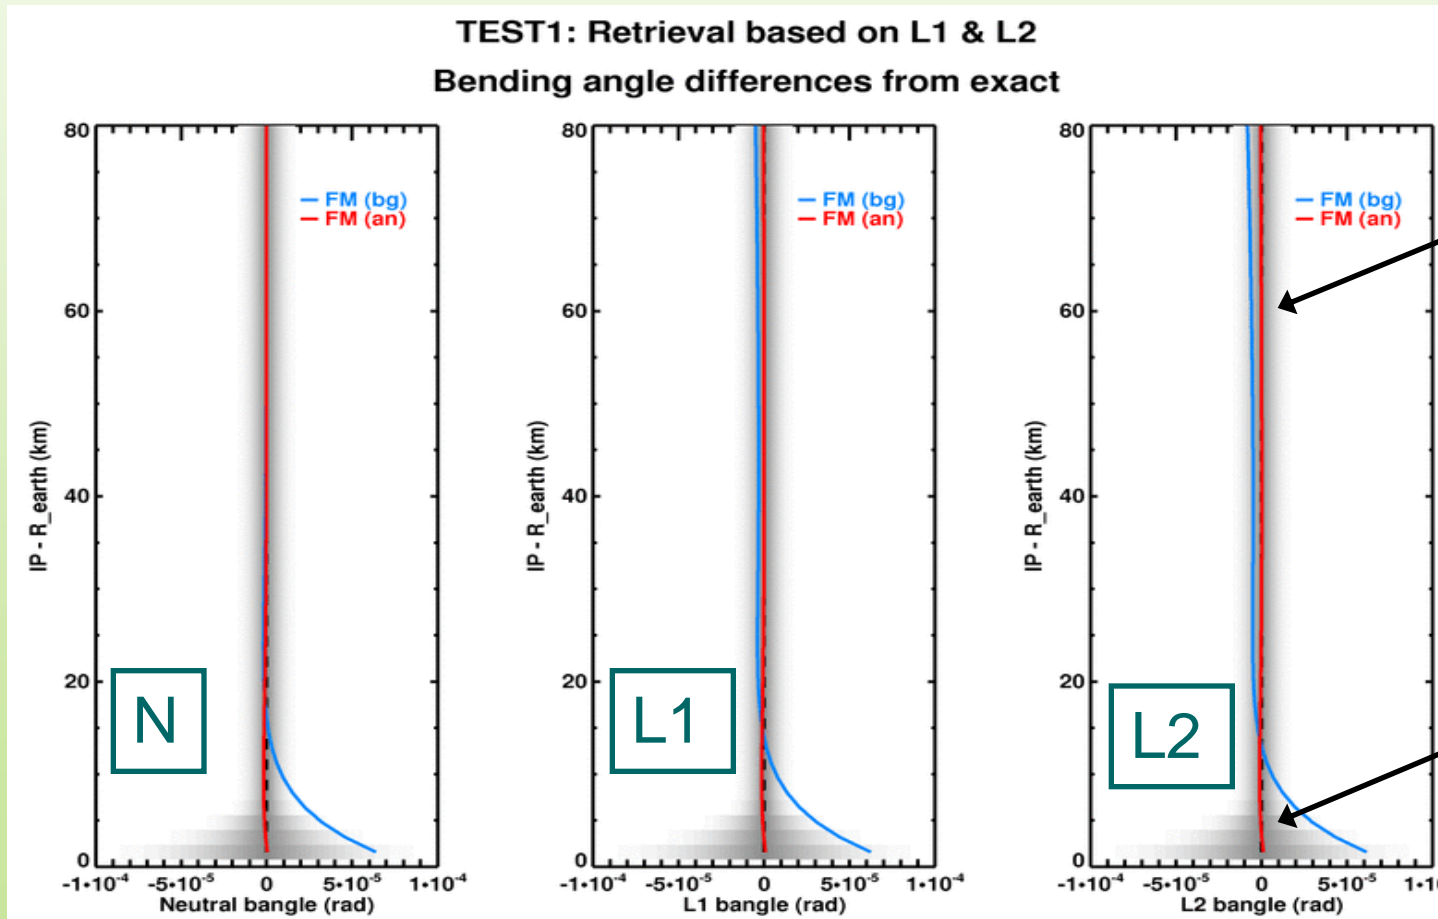 TEST1: Retrieval based on L1 & L2
Bending angle differences from exact
80
60
40
20
0
IP - R_earth (km)
FM (bg)
FM (an)
N
-1•10⁻⁴ -5•10⁻⁵ 0 5•10⁻⁵ 1•10⁻⁴
Neutral bangle (rad)
80
60
40
20
0
IP - R_earth (km)
FM (bg)
FM (an)
L1
-1•10⁻⁴ -5•10⁻⁵ 0 5•10⁻⁵ 1•10⁻⁴
L1 bangle (rad)
80
60
40
20
0
IP - R_earth (km)
FM (bg)
FM (an)
L2
-1•10⁻⁴ -5•10⁻⁵ 0 5•10⁻⁵ 1•10
L2 bangle (rad)